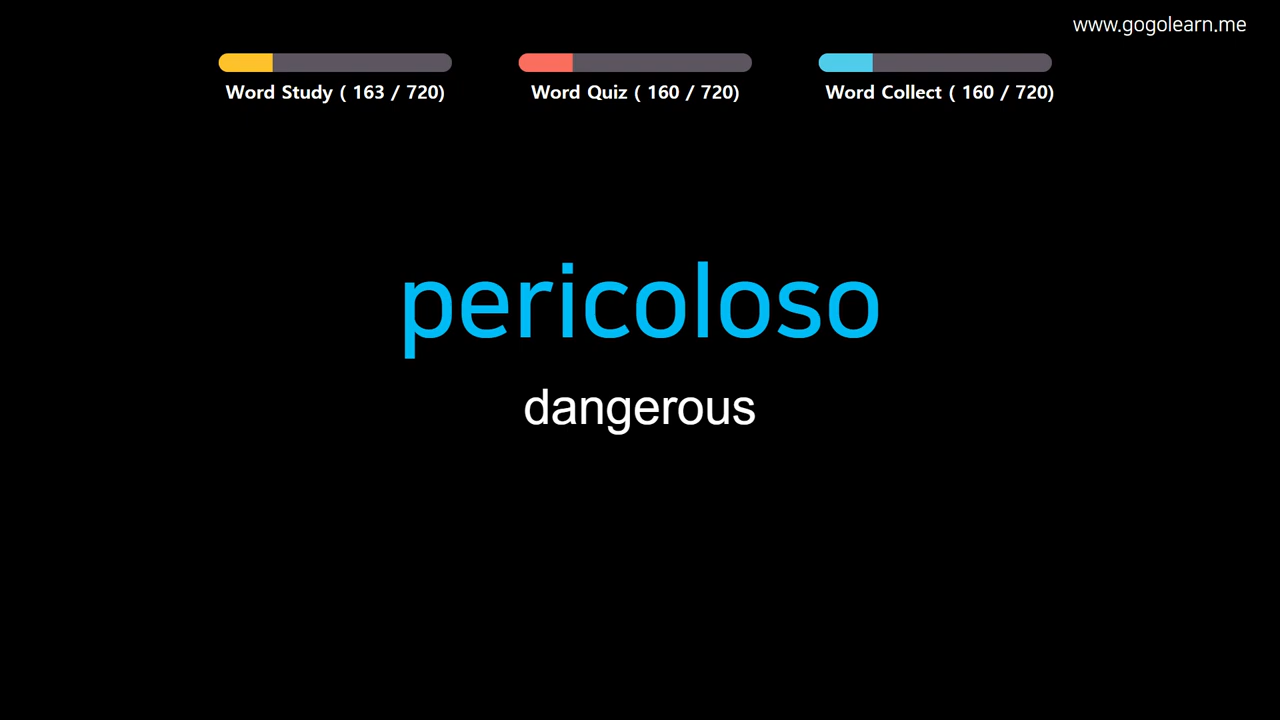 www.gogolearn.me
Word Study ( 163 / 720)
Word Quiz ( 160 / 720)
Word Collect ( 160 / 720)
pericoloso
dangerous